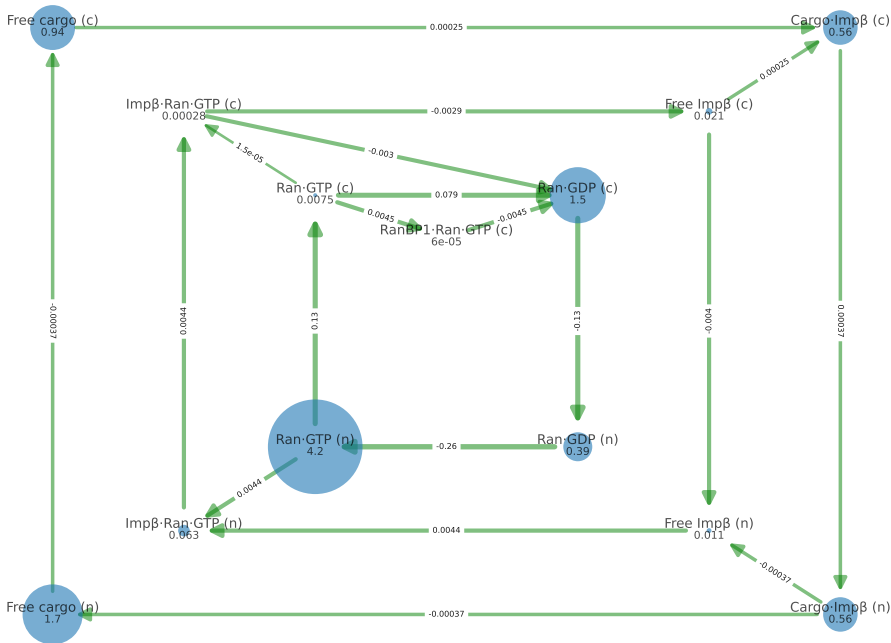 Free cargo (c)
0.94
0.00025
Cargo·Impβ (c)
0.56
0.00025
Impβ·Ran·GTP (c)
0.00028
-0.0029
Free Impβ (c)
0.021
-0.003
1.5e-05
Ran·GTP (c)
0.0075
0.079
Ran·GDP (c)
1.5
0.0045
-0.0045
RanBP1·Ran·GTP (c)
6e-05
-0.00037
0.0044
0.13
-0.13
-0.004
0.00037
Ran·GTP (n)
4.2
-0.26
Ran·GDP (n)
0.39
0.0044
Impβ·Ran·GTP (n)
0.063
0.0044
Free Impβ (n)
0.011
-0.00037
Free cargo (n)
1.7
-0.00037
Cargo·Impβ (n)
0.56